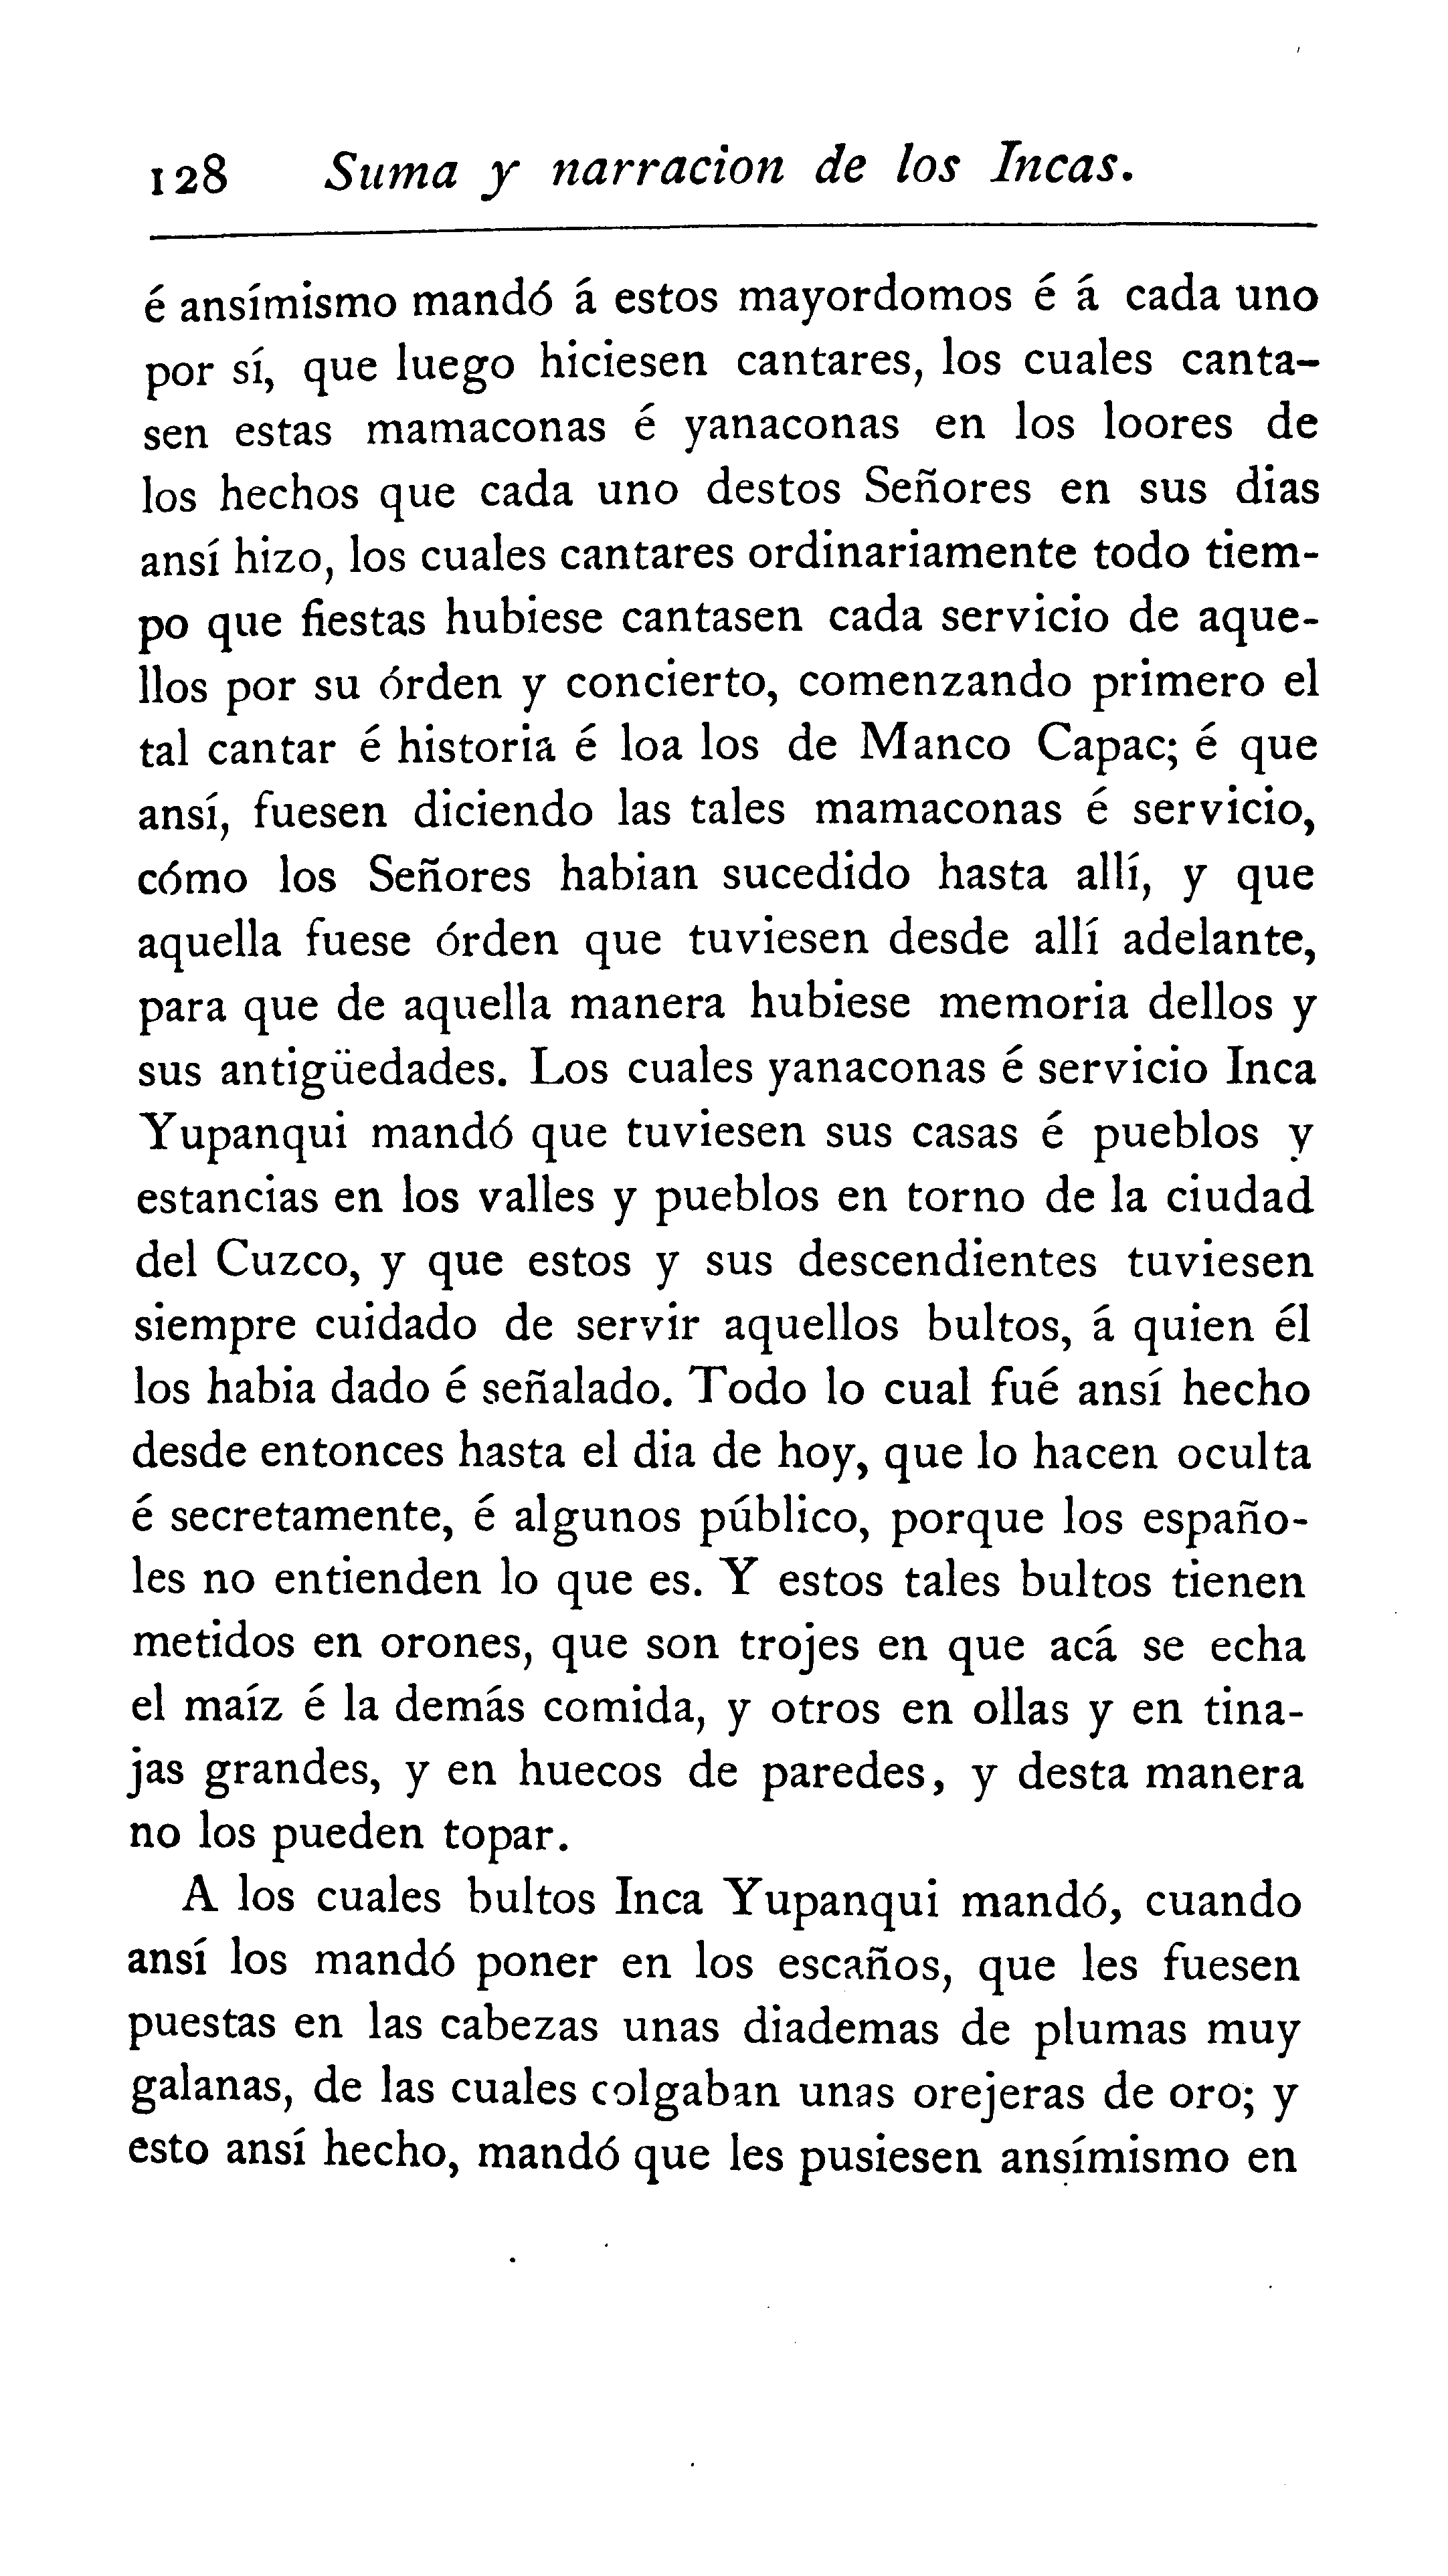 128 Suma y narracion de los Incas.
é ansímismo mandó á estos mayordomos é á cada uno
por sí, que luego hiciesen cantares, los cuales canta-
sen estas mamaconas é yanaconas en los loores de
los hechos que cada uno destos Señores en sus dias
ansí hizo, los cuales cantares ordinariamente todo tiem-
po que fiestas hubiese cantasen cada servicio de aque-
llos por su órden y concierto, comenzando primero el
tal cantar é historia é loa los de Manco Capac; é que
ansí, fuesen diciendo las tales mamaconas é servicio,
cómo los Señores habian sucedido hasta allí, y que
aquella fuese órden que tuviesen desde allí adelante,
para que de aquella manera hubiese memoria dellos y
sus antigüedades. Los cuales yanaconas é servicio Inca
Yupanqui mandó que tuviesen sus casas é pueblos y
estancias en los valles y pueblos en torno de la ciudad
del Cuzco, y que estos y sus descendientes tuviesen
siempre cuidado de servir aquellos bultos, á quien él
los habia dado é señalado. Todo lo cual fué ansí hecho
desde entonces hasta el dia de hoy, que lo hacen oculta
é secretamente, é algunos público, porque los españo-
les no entienden lo que es. Y estos tales bultos tienen
metidos en orones, que son trojes en que acá se echa
el maíz é la demás comida, y otros en ollas y en tina-
jas grandes, y en huecos de paredes, y desta manera
no los pueden topar.
A los cuales bultos Inca Yupanqui mandó, cuando
ansí los mandó poner en los escaños, que les fuesen
puestas en las cabezas unas diademas de plumas muy
galanas, de las cuales colgaban unas orejeras de oro; y
esto ansí hecho, mandó que les pusiesen ansímismo en